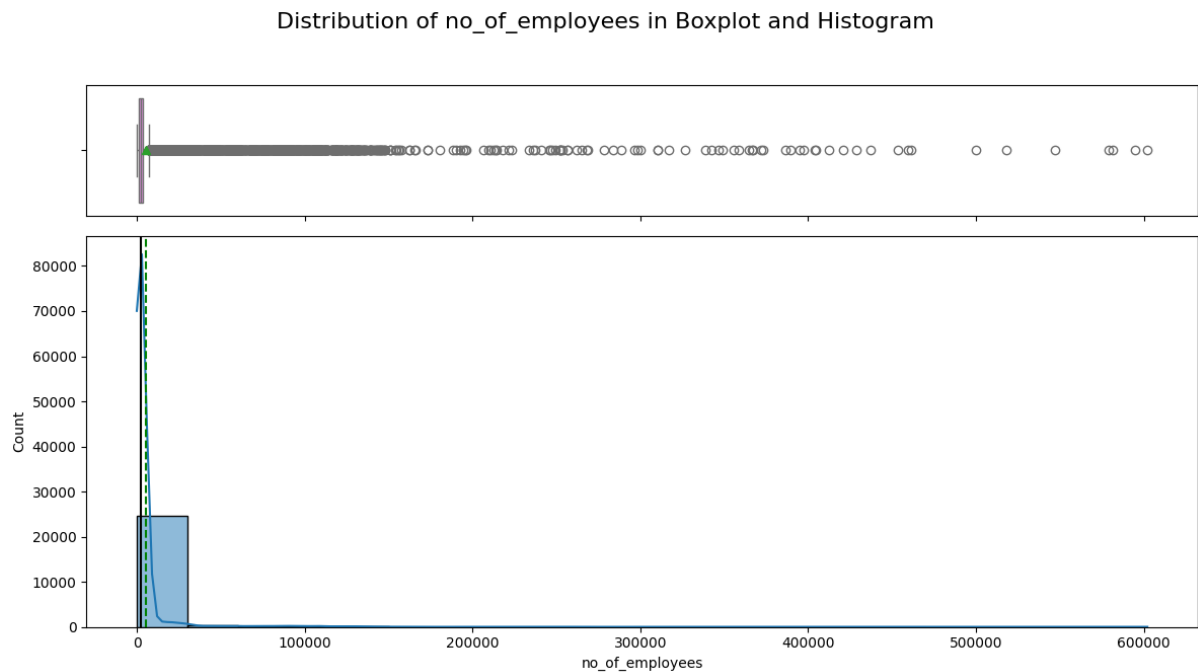 Distribution of no_of_employees in Boxplot and Histogram
80000
70000
60000
50000
40000
30000
20000
10000
0
Count
0 100000 200000 300000 400000 500000 600000
no_of_employees